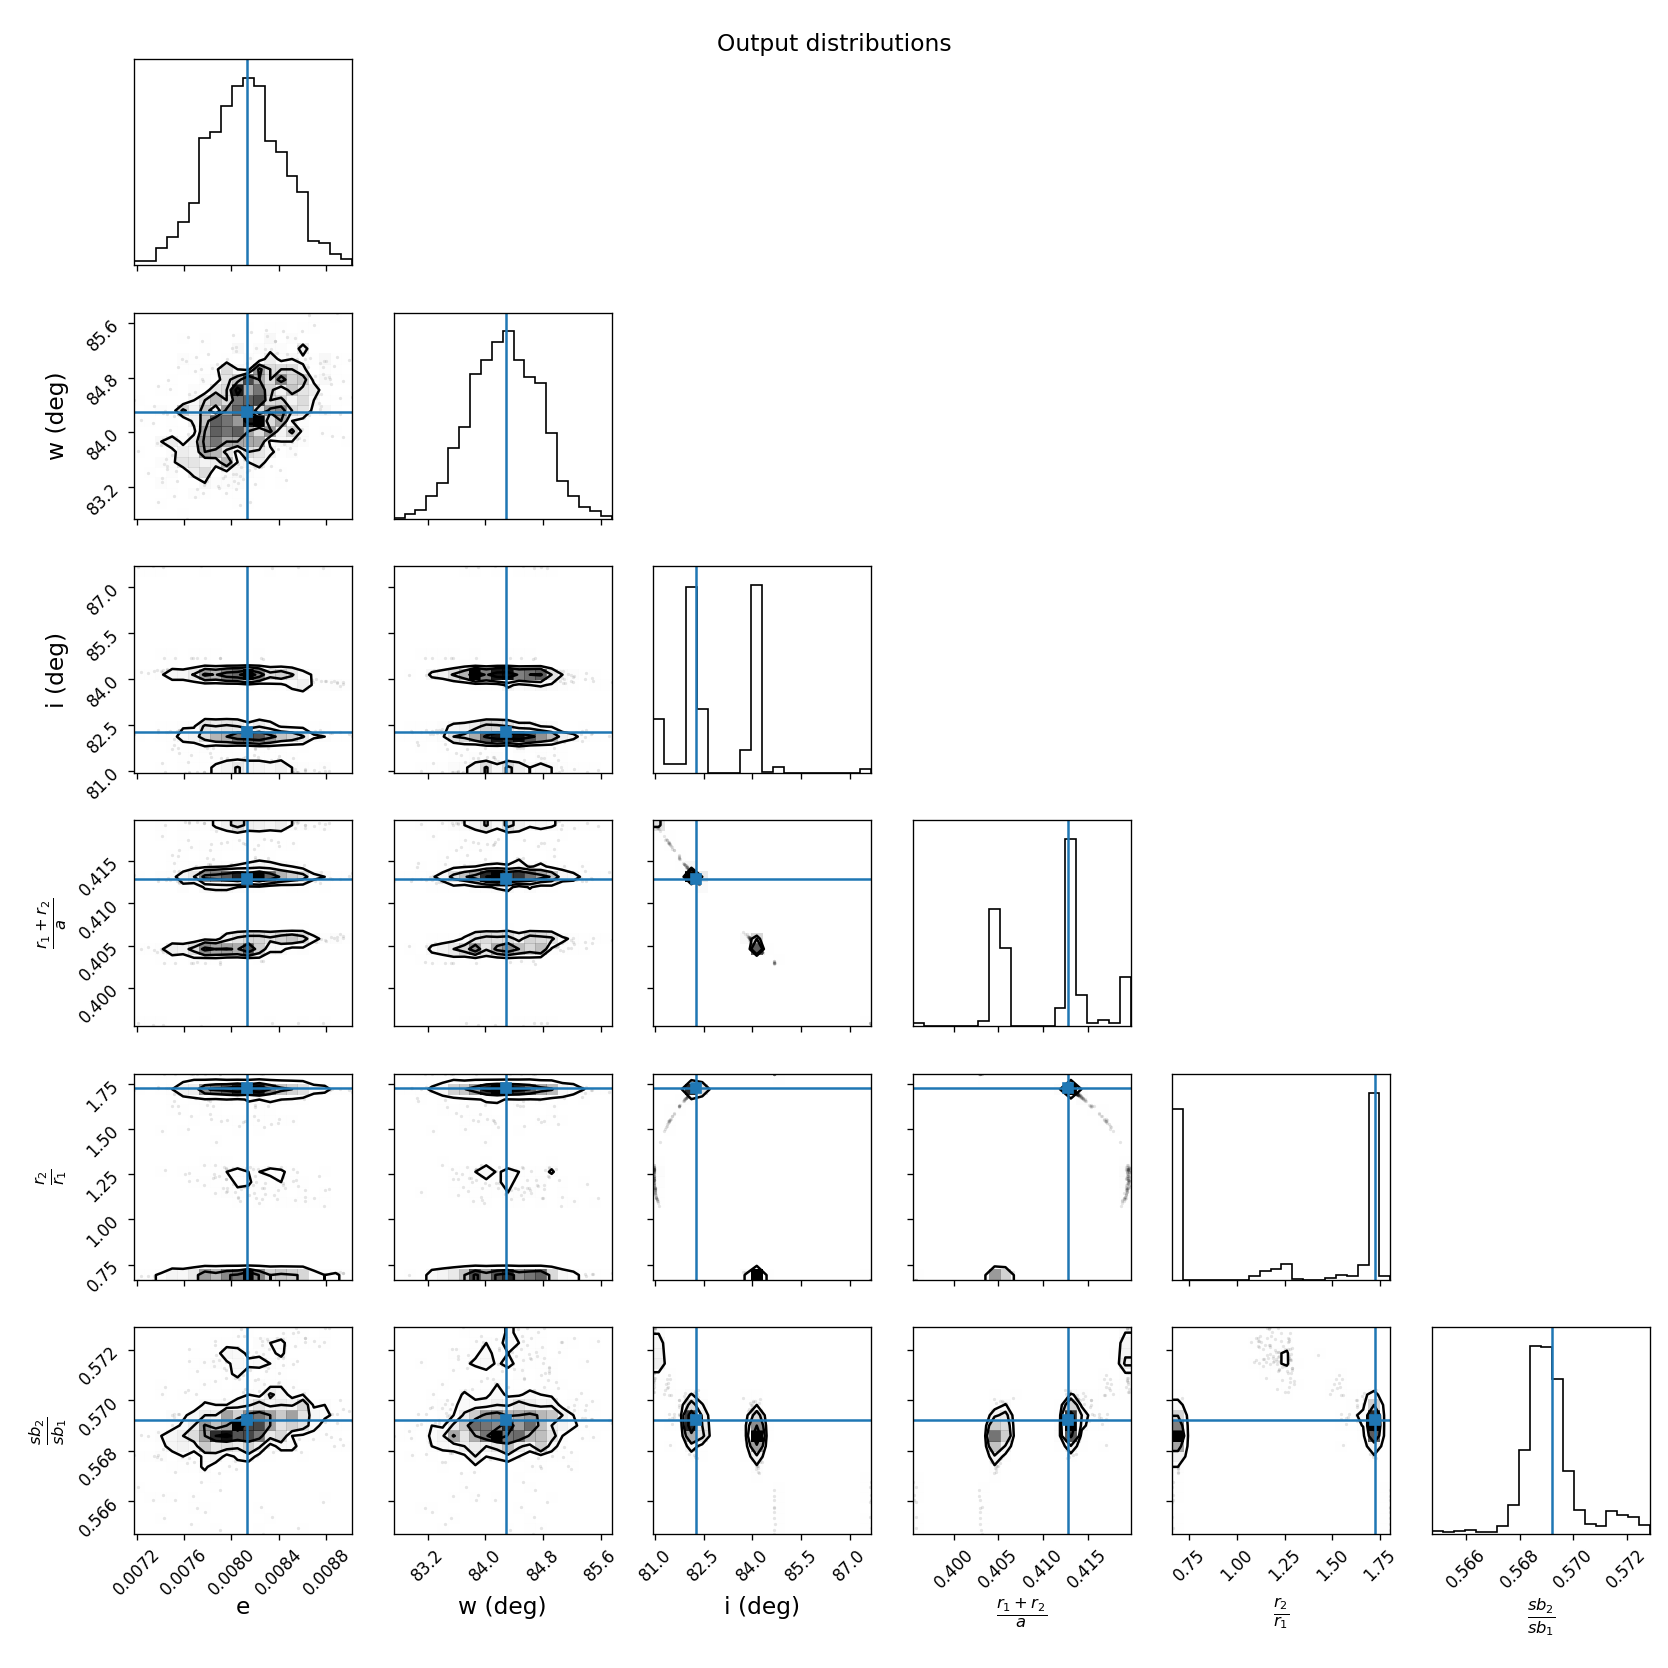 Output distributions
85.6
84.8
84.0
83.2
w (deg)
87.0
85.5
84.0
82.5
81.0
i (deg)
0.415
0.410
0.405
0.400
r₁ + r₂
a
1.75
1.50
1.25
1.00
0.75
r₂
r₁
0.572
0.570
0.568
0.566
sb₂
sb₁
0.0072 0.0076 0.0080 0.0084 0.0088
e
83.2 84.0 84.8 85.6
w (deg)
81.0 82.5 84.0 85.5 87.0
i (deg)
0.400 0.405 0.410 0.415
r₁ + r₂
a
0.75 1.00 1.25 1.50 1.75
r₂
r₁
0.566 0.568 0.570 0.572
sb₂
sb₁